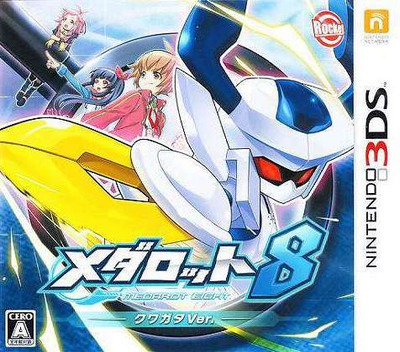 Rocket
NINTENDO
NETWORK
メダロット8
MEDAROT EIGHT
クワガタVer.
CERO
A
NINTENDO 3DS